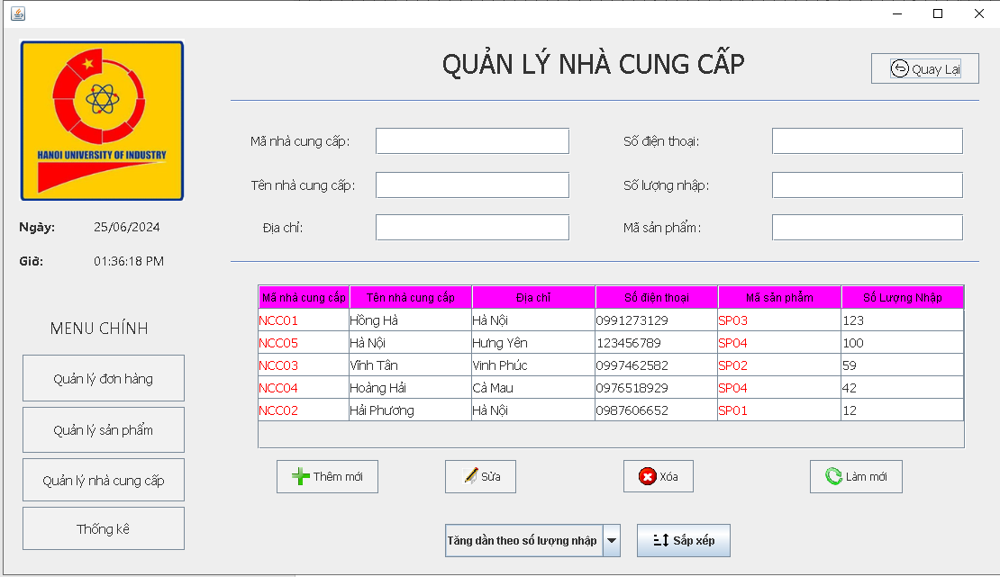 QUẢN LÝ NHÀ CUNG CẤP
Quay Lại
HANOI UNIVERSITY OF INDUSTRY
Ngày: 25/06/2024
Giờ: 01:36:18 PM
MENU CHÍNH
Quản lý đơn hàng
Quản lý sản phẩm
Quản lý nhà cung cấp
Thống kê
Mã nhà cung cấp: Số điện thoại:
Tên nhà cung cấp: Số lượng nhập:
Địa chỉ: Mã sản phẩm:
Mã nhà cung cấp Tên nhà cung cấp Địa chỉ Số điện thoại Mã sản phẩm Số Lượng Nhập
NCC01 Hồng Hà Hà Nội 0991273129 SP03 123
NCC05 Hà Nội Hưng Yên 123456789 SP04 100
NCC03 Vĩnh Tân Vinh Phúc 0997462582 SP02 59
NCC04 Hoàng Hải Cà Mau 0976518929 SP04 42
NCC02 Hải Phương Hà Nội 0987606652 SP01 12
Thêm mới Sửa Xóa Làm mới
Tăng dần theo số lượng nhập Sắp xếp